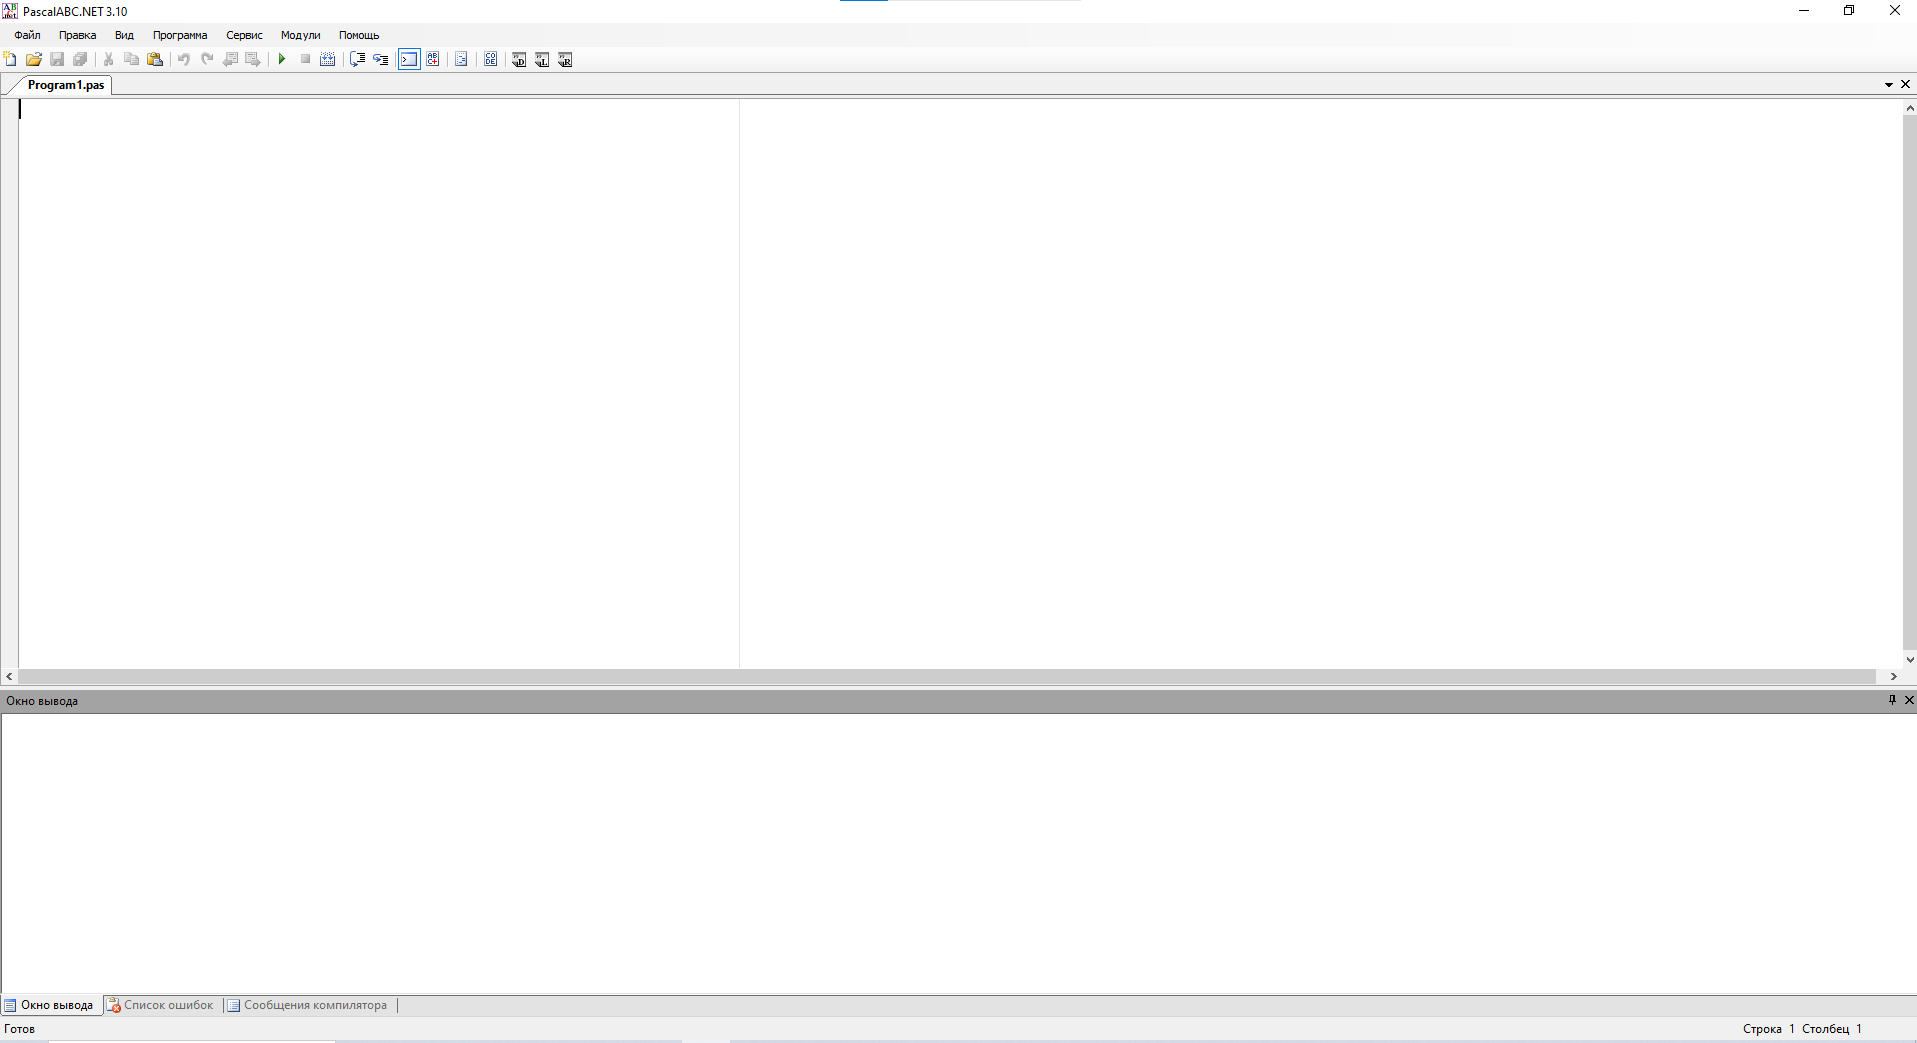 PascalABC.NET 3.10
Файл Правка Вид Программа Сервис Модули Помощь
Program1.pas
Окно вывода
Окно вывода Список ошибок Сообщения компилятора
Готов Строка 1 Столбец 1